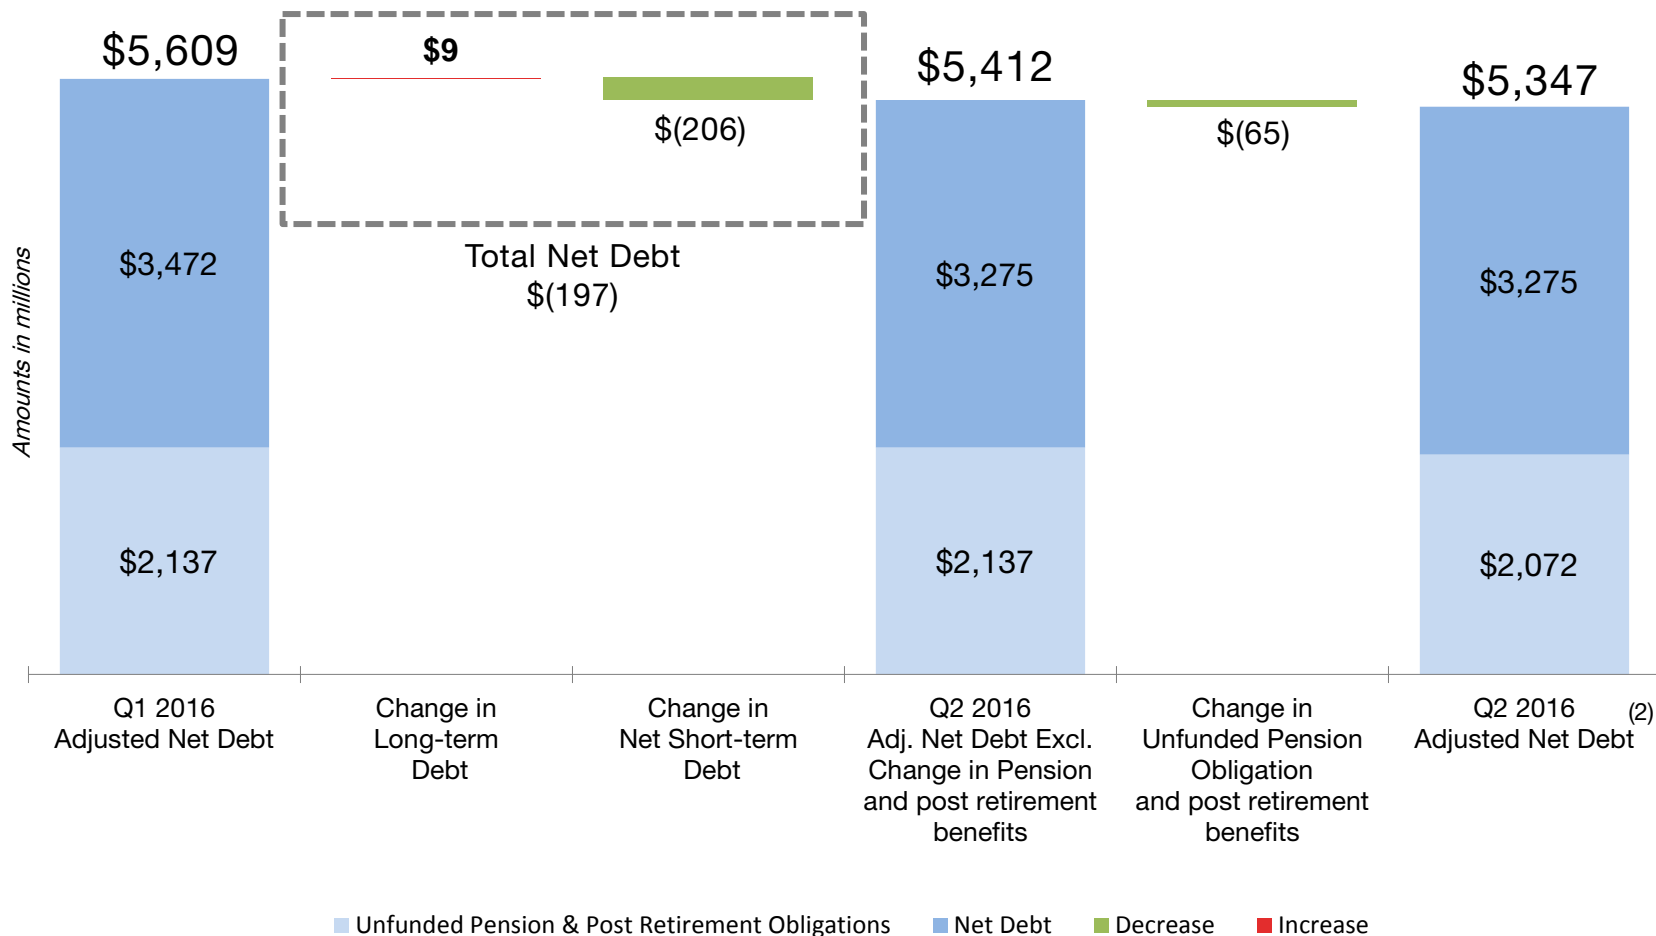 $5,609
$9
$(206)
$5,412
$(65)
$5,347
Total Net Debt
$(197)
$3,472
$3,275
$3,275
$2,137
$2,137
$2,072
Amounts in millions
Q1 2016
Adjusted Net Debt
Change in
Long-term
Debt
Change in
Net Short-term
Debt
Q2 2016
Adj. Net Debt Excl.
Change in Pension
and post retirement
benefits
Change in
Unfunded Pension
Obligation
and post retirement
benefits
Q2 2016 (2)
Adjusted Net Debt
Unfunded Pension & Post Retirement Obligations Net Debt Decrease Increase